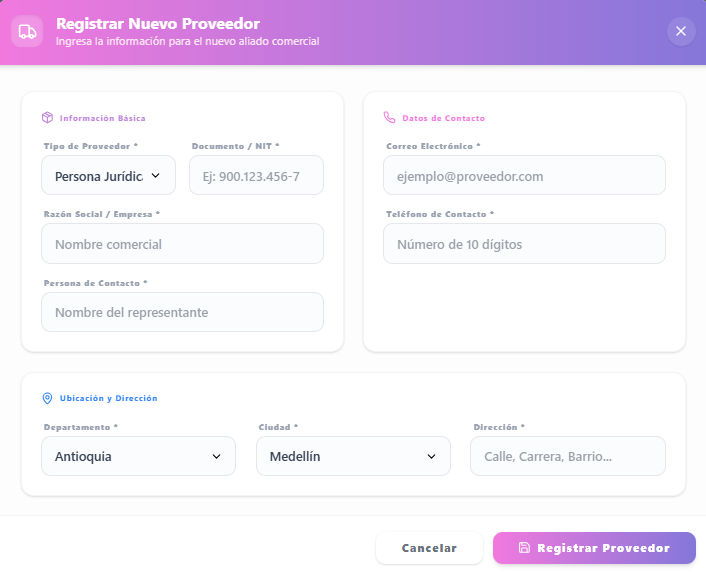 Registrar Nuevo Proveedor
Ingresa la información para el nuevo aliado comercial
Información Básica
Tipo de Proveedor *
Documento / NIT *
Persona Jurídica
Ej: 900.123.456-7
Razón Social / Empresa *
Nombre comercial
Persona de Contacto *
Nombre del representante
Datos de Contacto
Correo Electrónico *
ejemplo@proveedor.com
Teléfono de Contacto *
Número de 10 dígitos
Ubicación y Dirección
Departamento *
Ciudad *
Dirección *
Antioquia
Medellín
Calle, Carrera, Barrio...
Cancelar
Registrar Proveedor